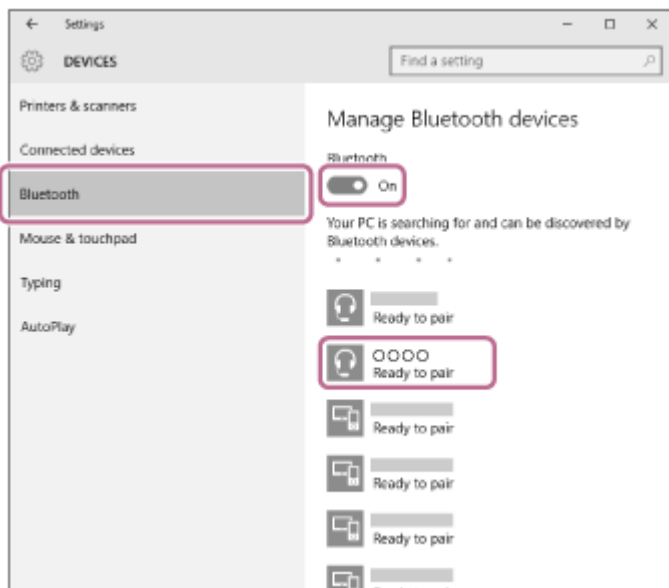 Settings
DEVICES
Find a setting
Printers & scanners
Connected devices
Bluetooth
Mouse & touchpad
Typing
AutoPlay
Manage Bluetooth devices
Bluetooth
On
Your PC is searching for and can be discovered by
Bluetooth devices.
Ready to pair
OOOO
Ready to pair
Ready to pair
Ready to pair
Ready to pair